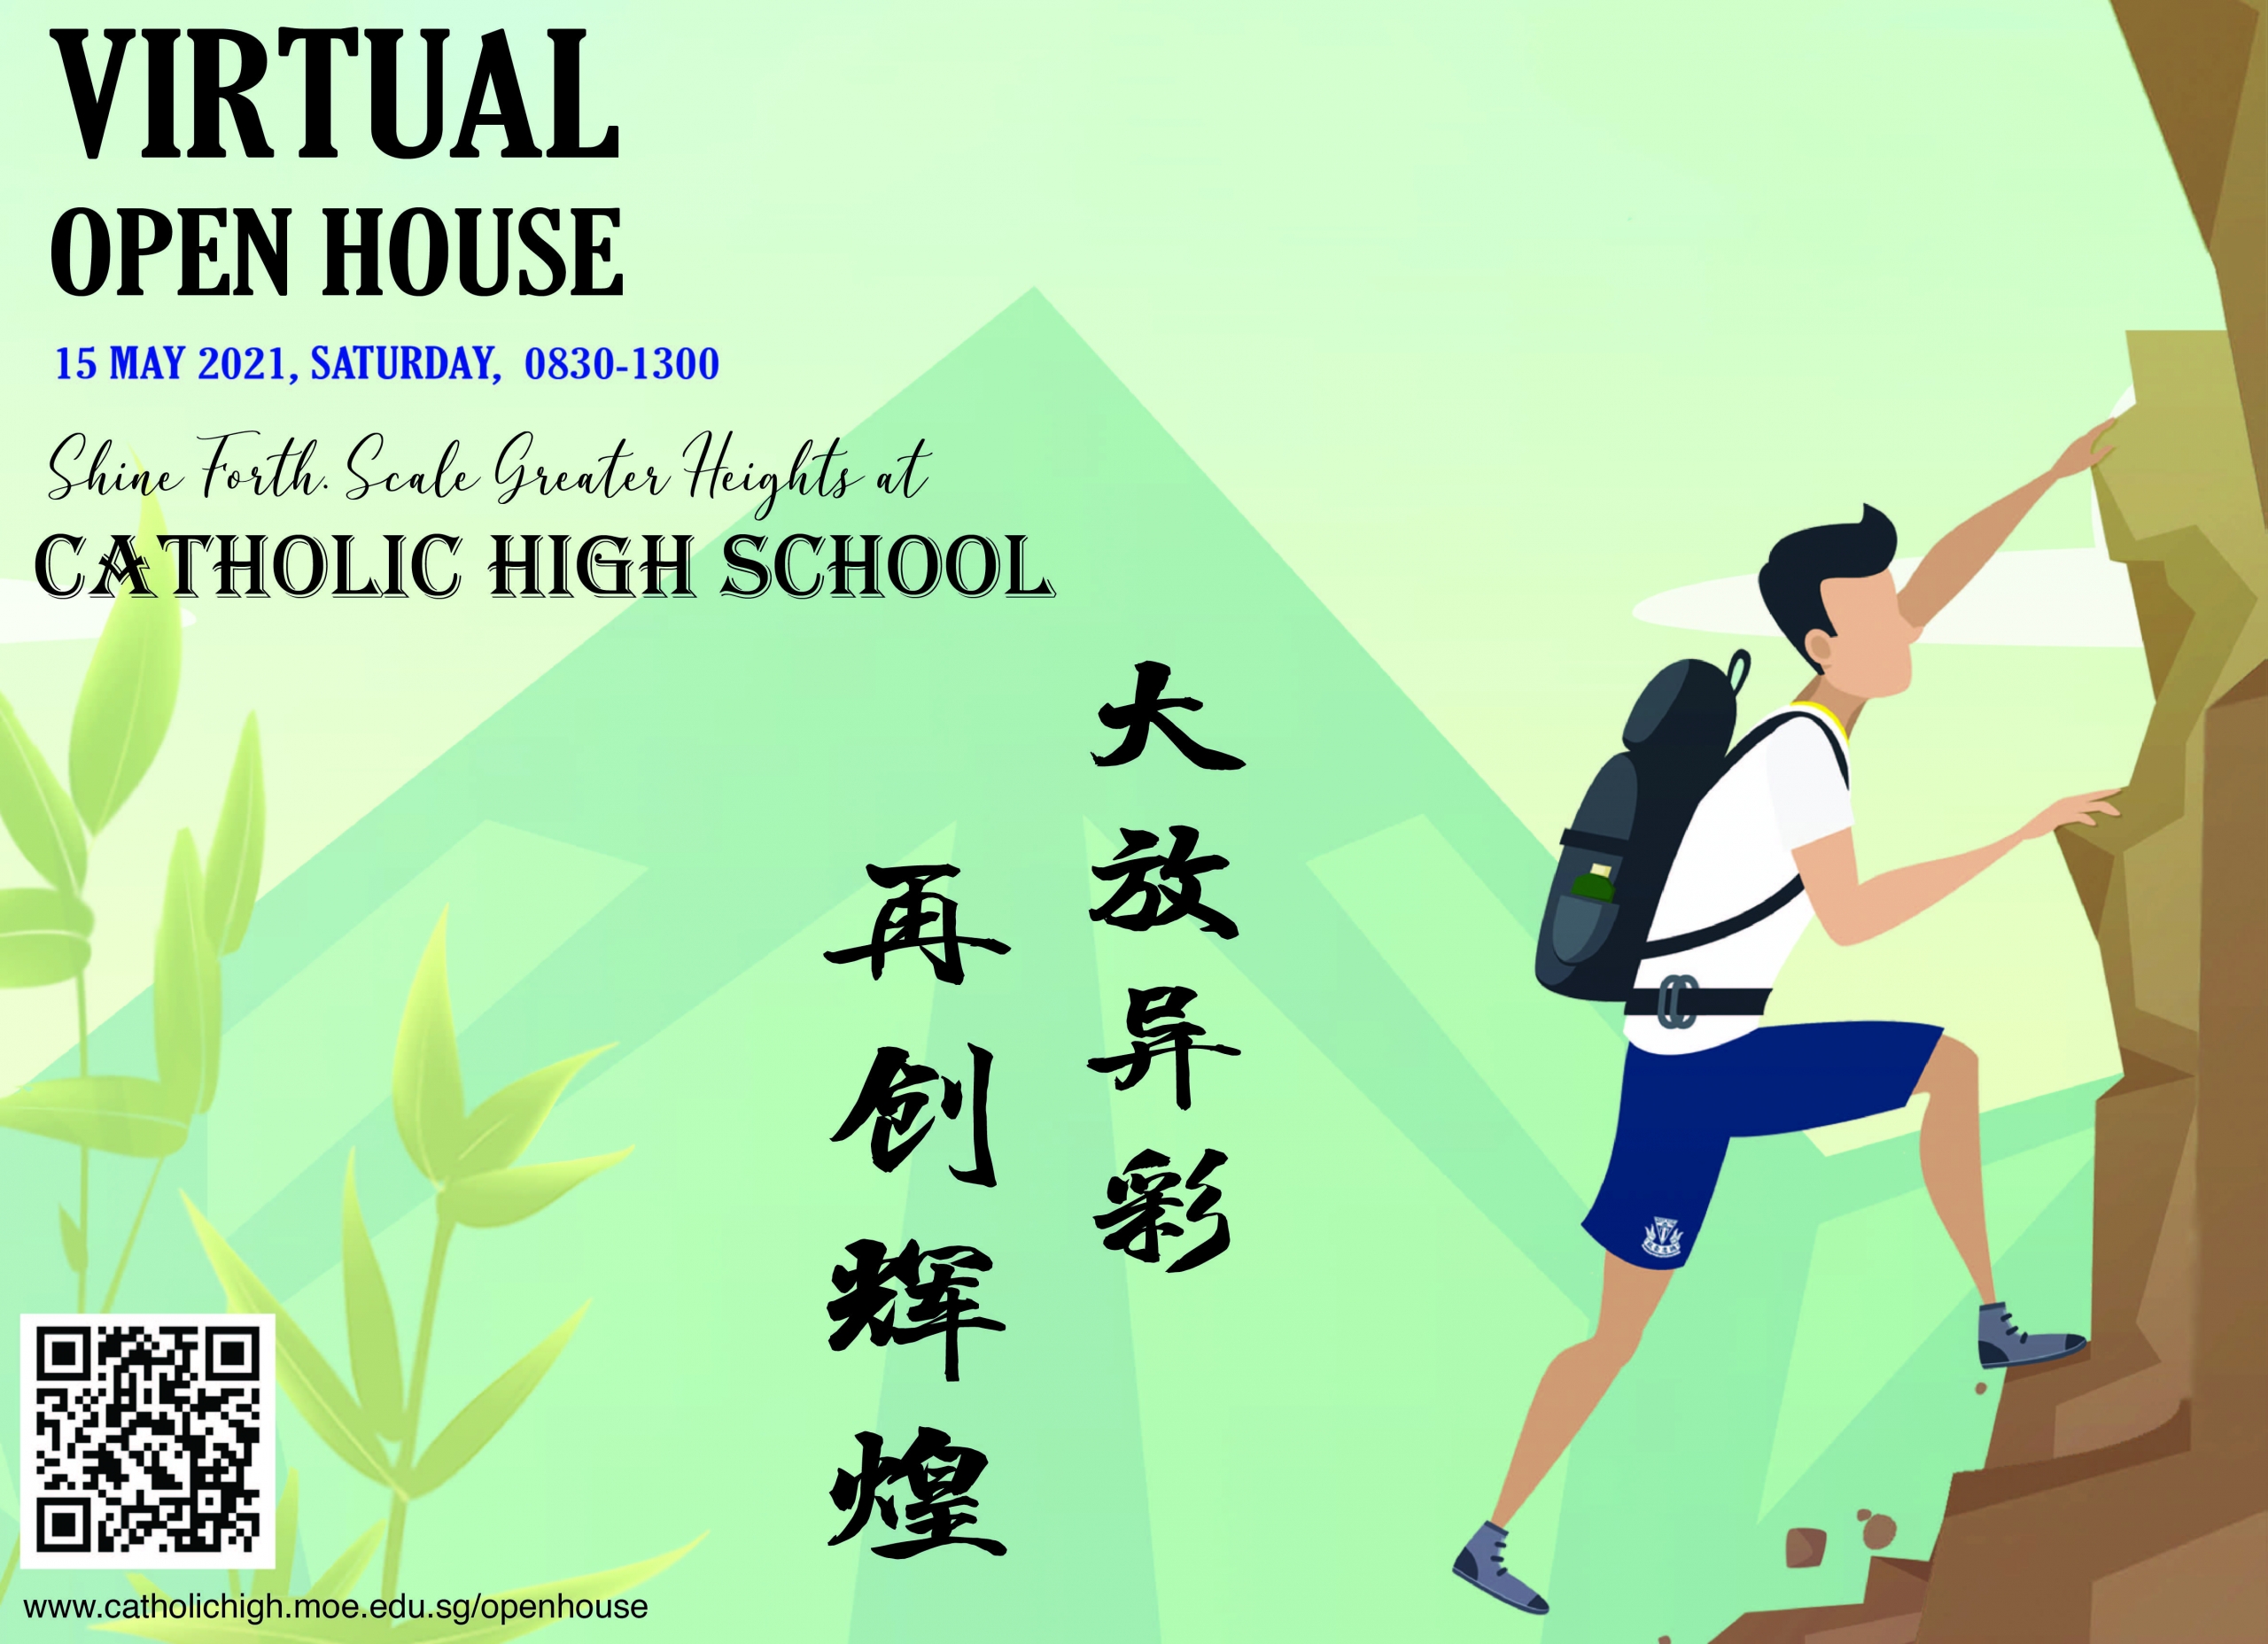 VIRTUAL
OPEN HOUSE
15 MAY 2021, SATURDAY, 0830-1300
Shine Forth. Scale Greater Heights at
CATHOLIC HIGH SCHOOL
大放异彩
再创辉煌
www.catholichigh.moe.edu.sg/openhouse